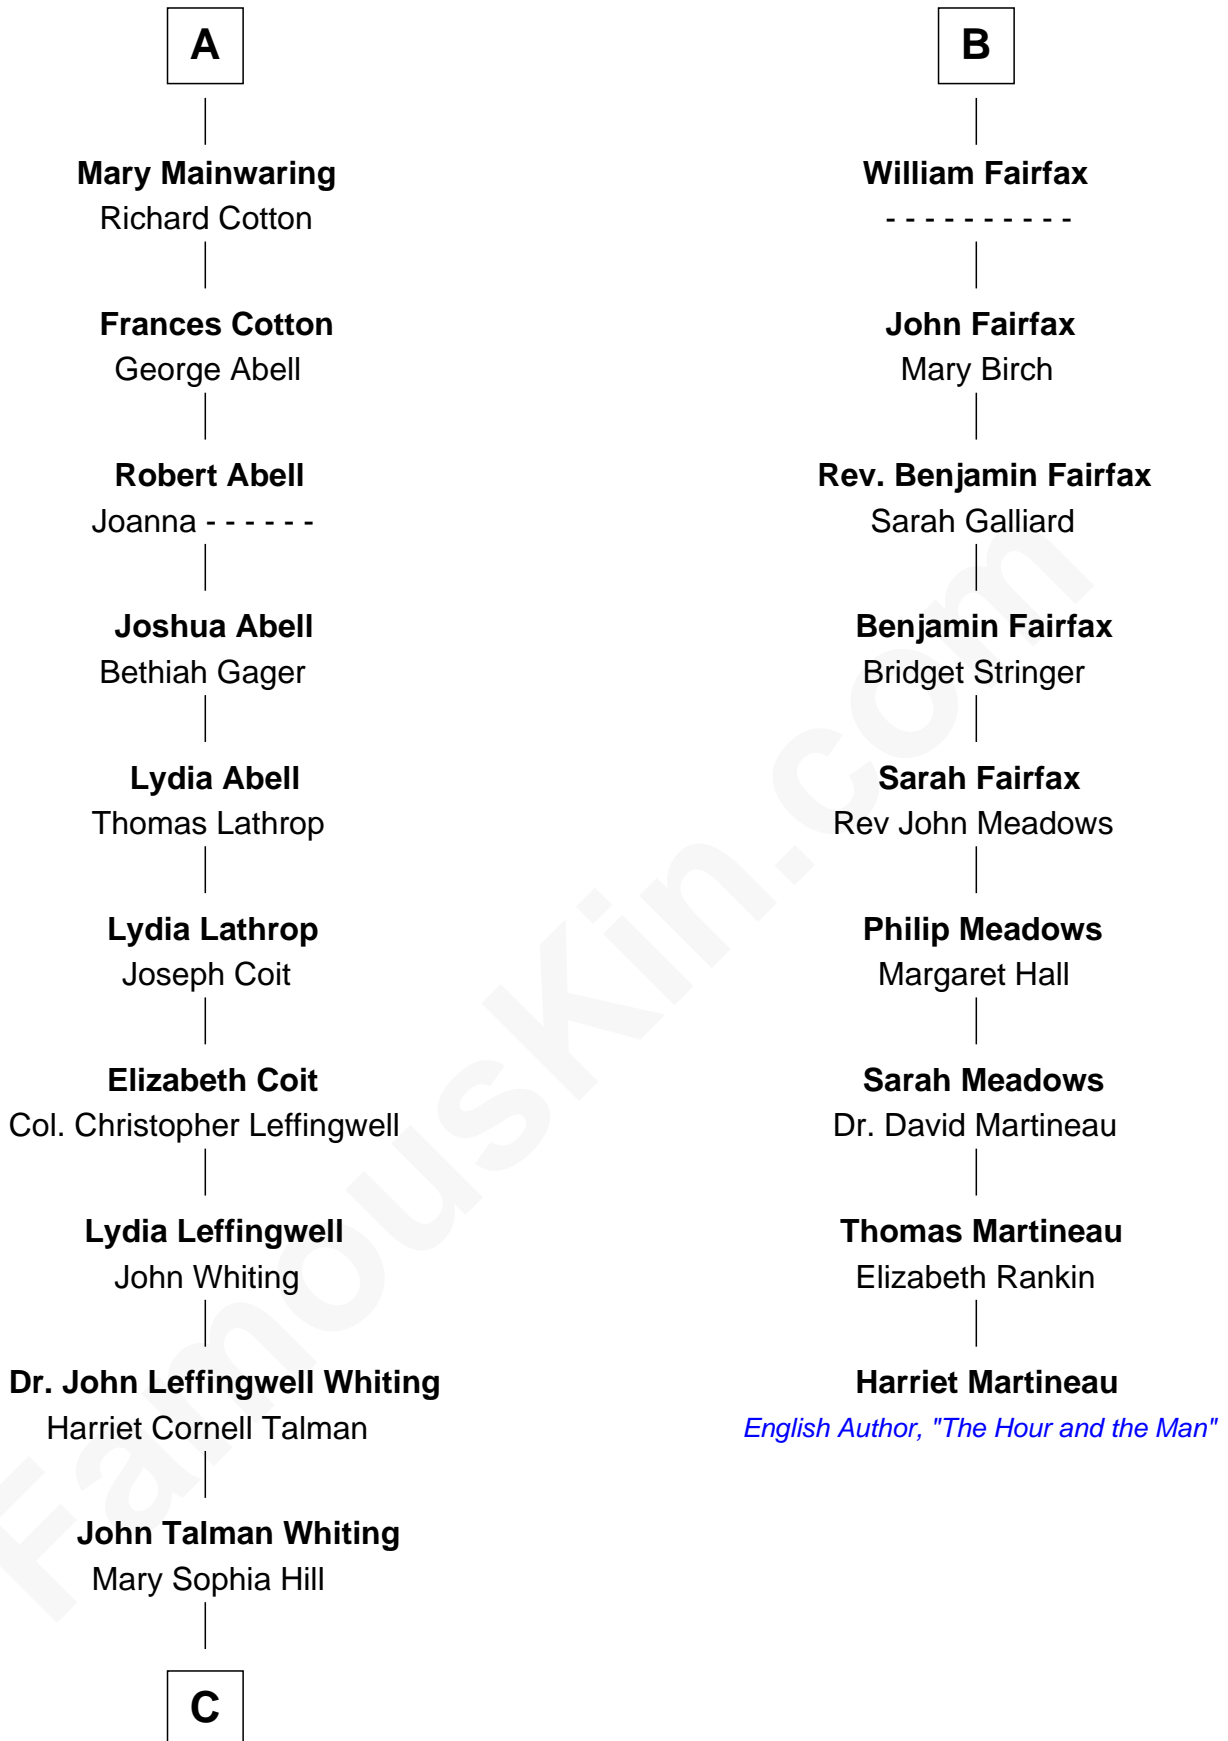 A
Mary Mainwaring
Richard Cotton
Frances Cotton
George Abell
Robert Abell
Joanna - - - - - -
Joshua Abell
Bethiah Gager
Lydia Abell
Thomas Lathrop
Lydia Lathrop
Joseph Coit
Elizabeth Coit
Col. Christopher Leffingwell
Lydia Leffingwell
John Whiting
Dr. John Leffingwell Whiting
Harriet Cornell Talman
John Talman Whiting
Mary Sophia Hill
C
B
William Fairfax
- - - - - - - - - -
John Fairfax
Mary Birch
Rev. Benjamin Fairfax
Sarah Galliard
Benjamin Fairfax
Bridget Stringer
Sarah Fairfax
Rev John Meadows
Philip Meadows
Margaret Hall
Sarah Meadows
Dr. David Martineau
Thomas Martineau
Elizabeth Rankin
Harriet Martineau
English Author, "The Hour and the Man"
FamousKin.com